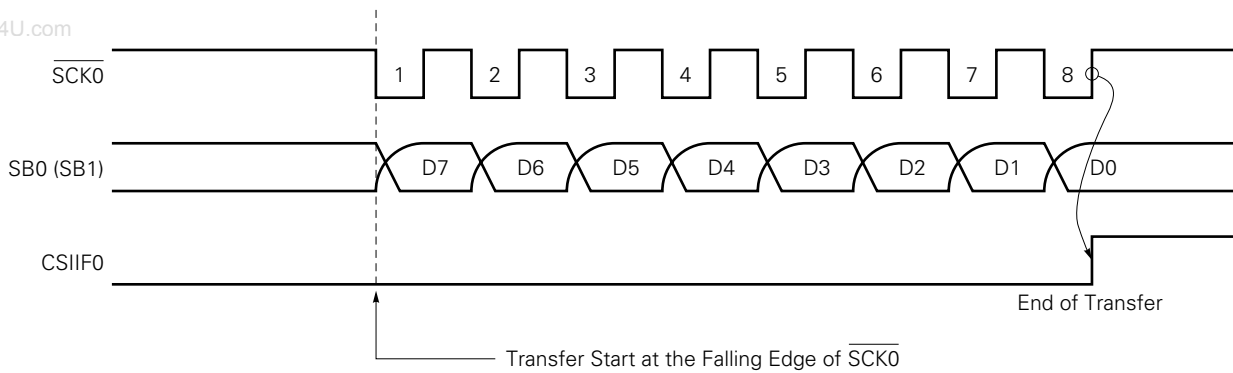 4U.com
SCK0
1 2 3 4 5 6 7 8
SB0 (SB1)
D7 D6 D5 D4 D3 D2 D1 D0
CSIIF0
End of Transfer
Transfer Start at the Falling Edge of SCK0